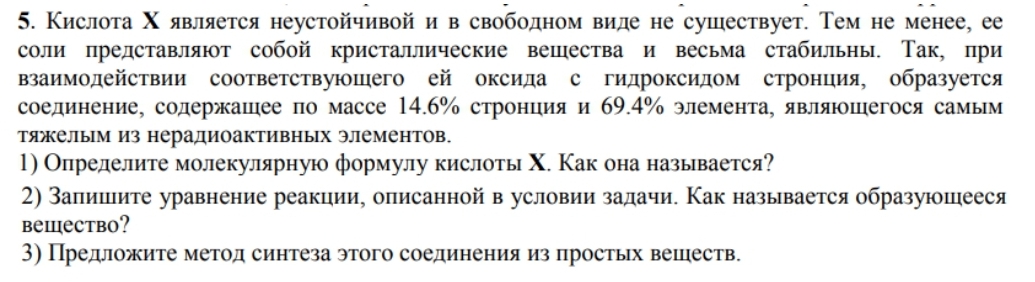 5. Кислота X является неустойчивой и в свободном виде не существует. Тем не менее, ее
соли представляют собой кристаллические вещества и весьма стабильны. Так, при
взаимодействии соответствующего ей оксида с гидроксидом стронция, образуется
соединение, содержащее по массе 14.6% стронция и 69.4% элемента, являющегося самым
тяжелым из нерадиоактивных элементов.
1) Определите молекулярную формулу кислоты X. Как она называется?
2) Запишите уравнение реакции, описанной в условии задачи. Как называется образующееся
вещество?
3) Предложите метод синтеза этого соединения из простых веществ.